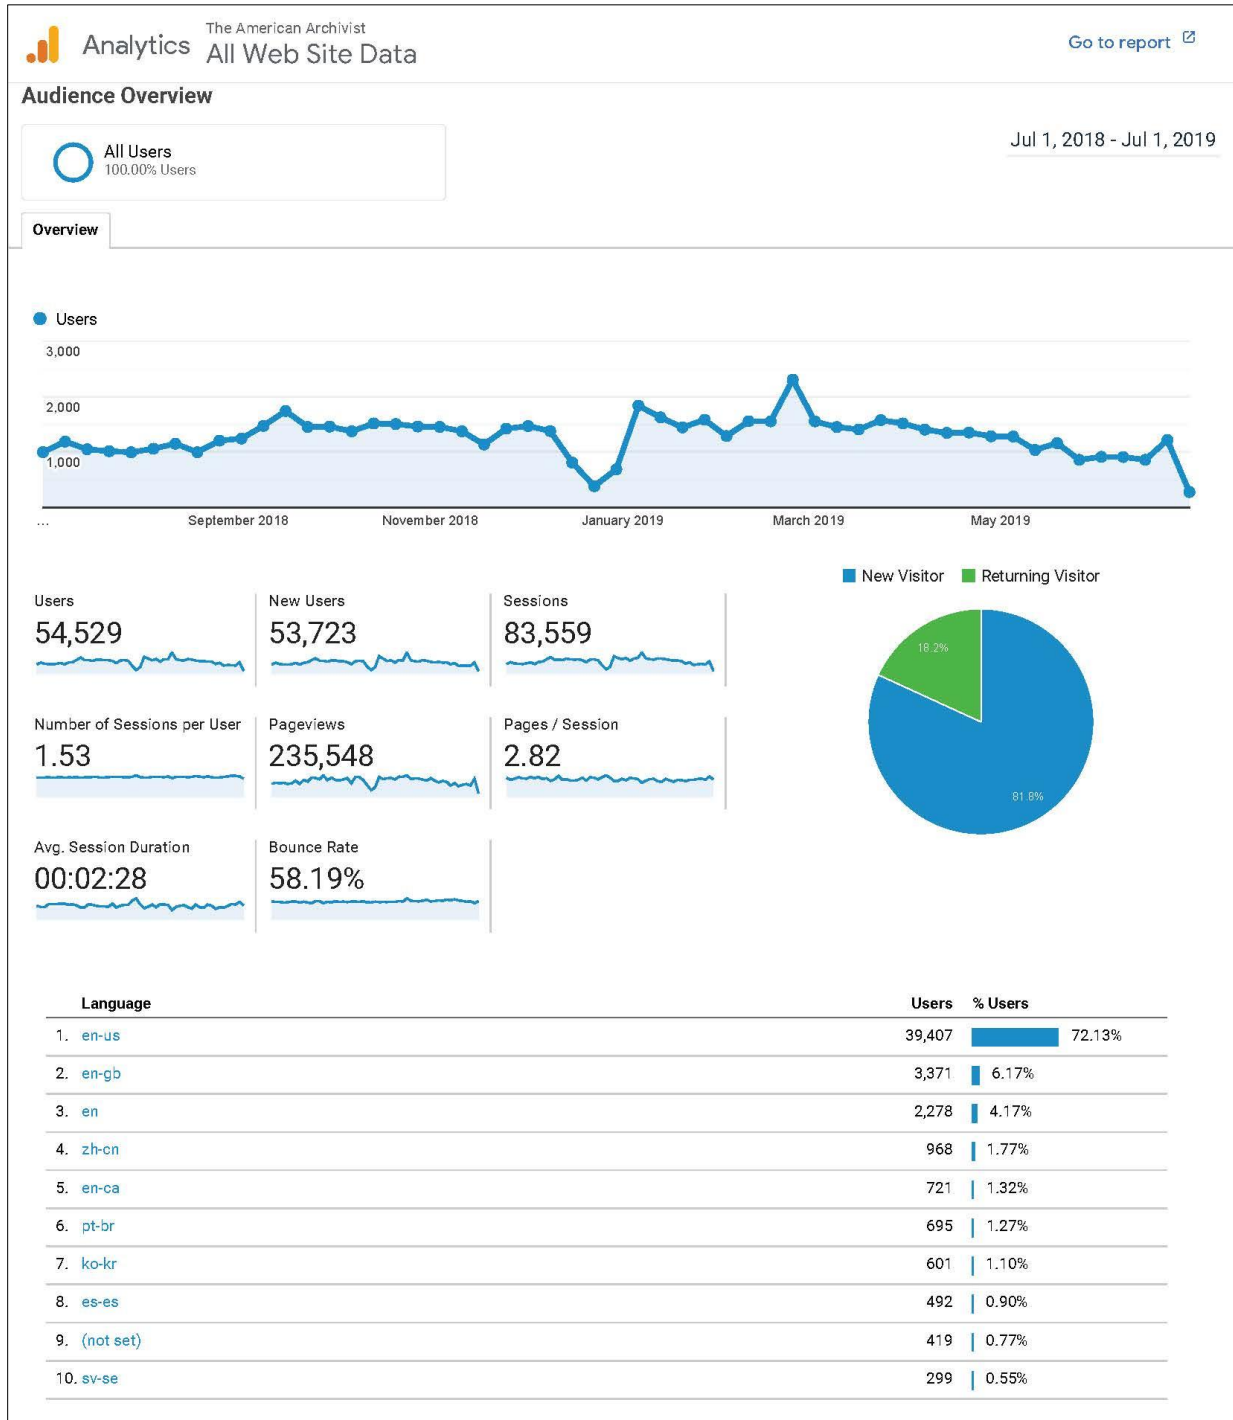 Analytics
The American Archivist
All Web Site Data
Go to report
Audience Overview
All Users
100.00% Users
Jul 1, 2018 - Jul 1, 2019
Overview
Users
3,000
2,000
1,000
... September 2018 November 2018 January 2019 March 2019 May 2019
New Visitor Returning Visitor
Users New Users Sessions
54,529 53,723 83,559
18.2%
Number of Sessions per User Pageviews Pages / Session
1.53 235,548 2.82
81.8%
Avg. Session Duration Bounce Rate
00:02:28 58.19%
Language Users % Users
1. en-us 39,407 72.13%
2. en-gb 3,371 6.17%
3. en 2,278 4.17%
4. zh-cn 968 1.77%
5. en-ca 721 1.32%
6. pt-br 695 1.27%
7. ko-kr 601 1.10%
8. es-es 492 0.90%
9. (not set) 419 0.77%
10. sv-se 299 0.55%